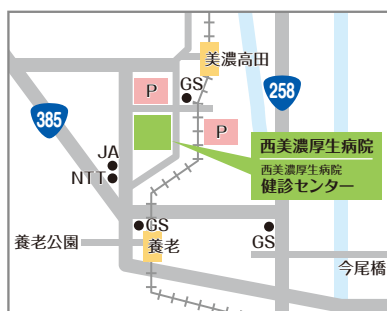 美濃高田
P
GS
258
385
P
西美濃厚生病院
西美濃厚生病院
健診センター
JA
NTT
GS
GS
養老公園
養老
今尾橋